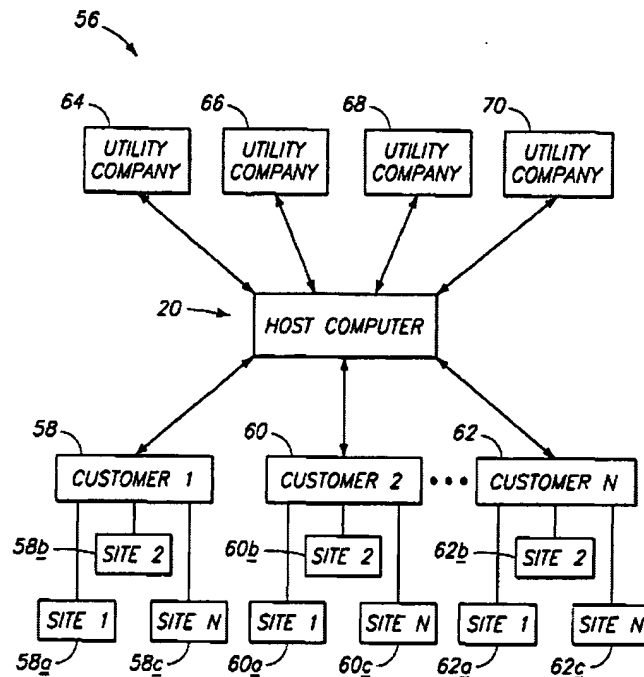 56
64
66
68
70
UTILITY
COMPANY
UTILITY
COMPANY
UTILITY
COMPANY
UTILITY
COMPANY
20
HOST COMPUTER
58
60
62
CUSTOMER 1
CUSTOMER 2
CUSTOMER N
58b
SITE 2
60b
SITE 2
62b
SITE 2
SITE 1
SITE N
SITE 1
SITE N
SITE 1
SITE N
58a
58c
60a
60c
62a
62c